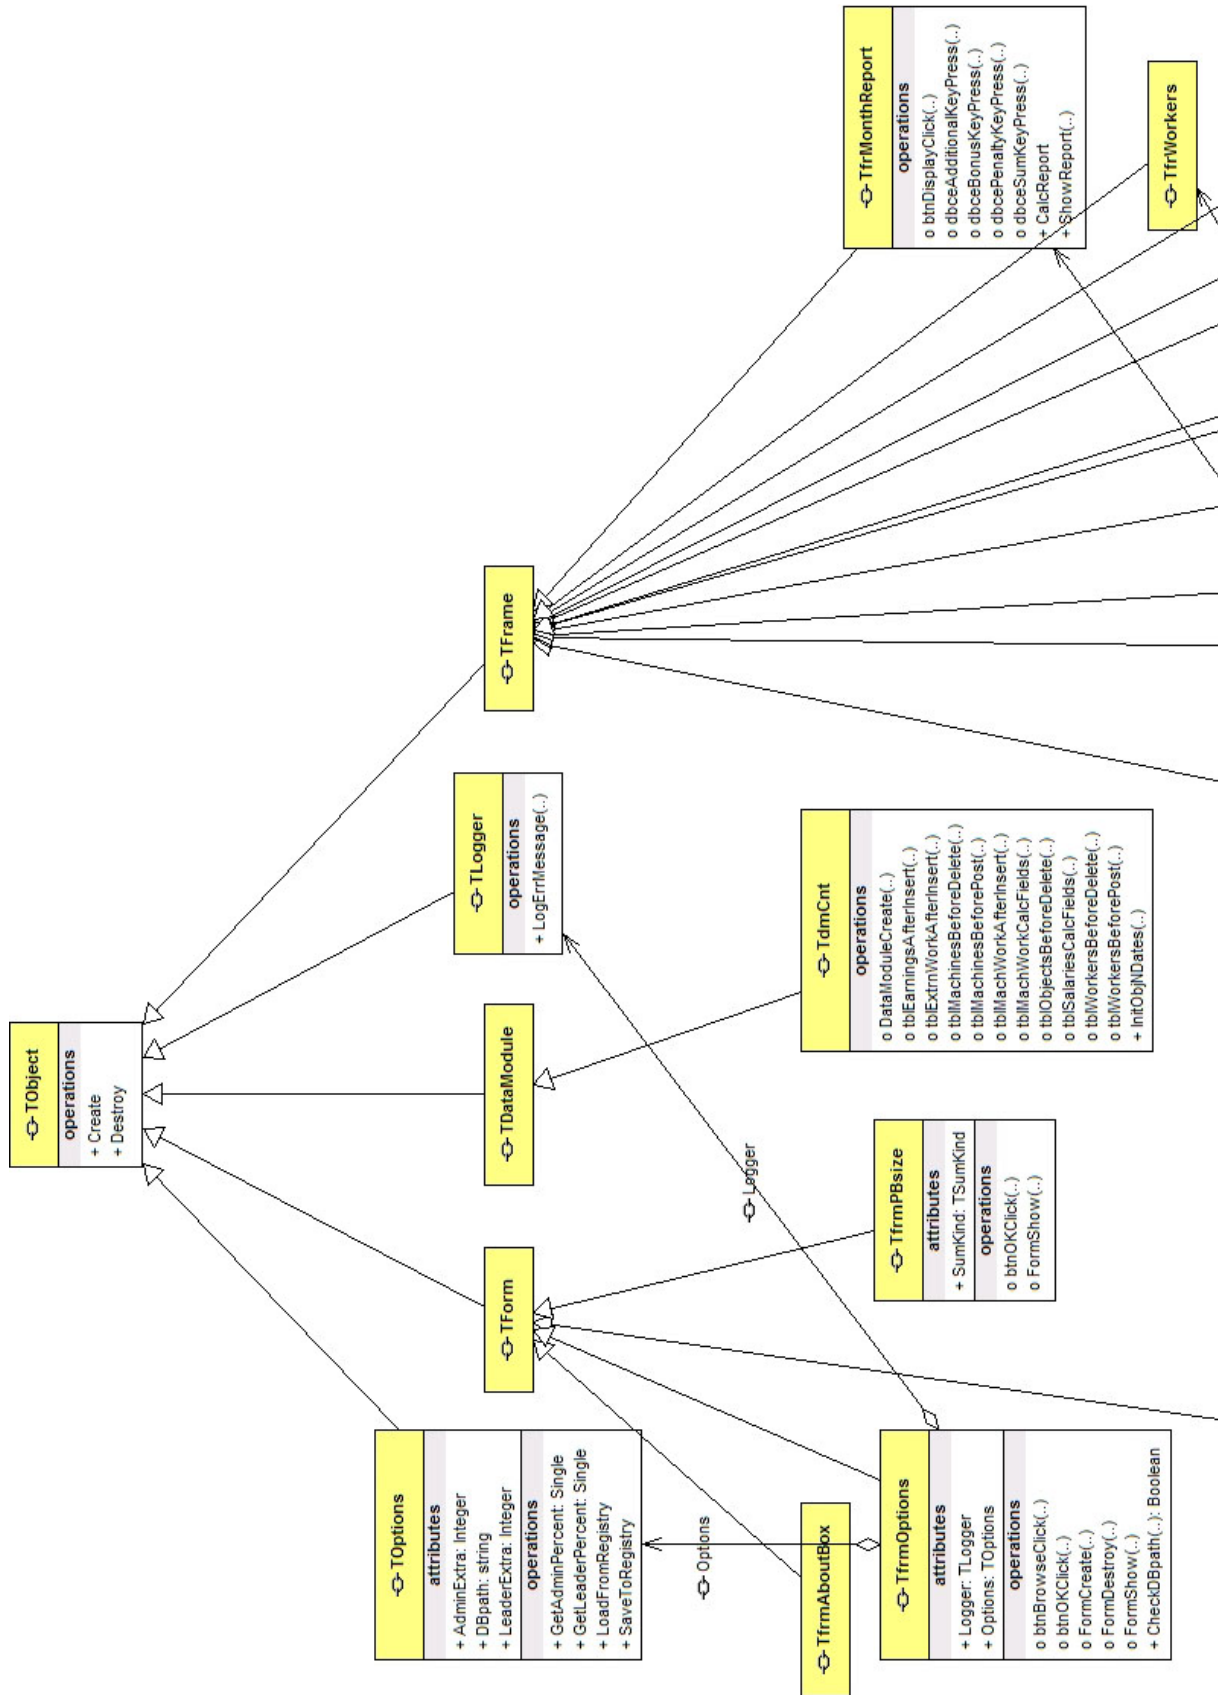 TObject
operations
+ Create
+ Destroy
TOptions
attributes
+ AdminExtra: Integer
+ DBpath: string
+ LeaderExtra: Integer
operations
+ GetAdminPercent: Single
+ GetLeaderPercent: Single
+ LoadFromRegistry
+ SaveToRegistry
TForm
TDataModule
TLogger
operations
+ LogErrMessage(..)
TFrame
Options
Logger
TfrmAboutBox
TfrmOptions
attributes
+ Logger: TLogger
+ Options: TOptions
operations
o btnBrowseClick(..)
o btnOKClick(..)
o FormCreate(..)
o FormDestroy(..)
o FormShow(..)
+ CheckDBpath(..): Boolean
TfrmPBsize
attributes
+ SumKind: TSumKind
operations
o btnOKClick(..)
o FormShow(..)
TdmCnt
operations
o DataModuleCreate(..)
o tblEarningsAfterInsert(..)
o tblExtrnWorkAfterInsert(..)
o tblMachinesBeforeDelete(..)
o tblMachinesBeforePost(..)
o tblMachWorkAfterInsert(..)
o tblMachWorkCalcFields(..)
o tblObjectsBeforeDelete(..)
o tblSalariesCalcFields(..)
o tblWorkersBeforeDelete(..)
o tblWorkersBeforePost(..)
+ InitObjNDates(..)
TfrMonthReport
operations
o btnDisplayClick(..)
o dbceAdditionalKeyPress(..)
o dbceBonusKeyPress(..)
o dbcePenaltyKeyPress(..)
o dbceSumKeyPress(..)
+ CalcReport
+ ShowReport(..)
TfrWorkers